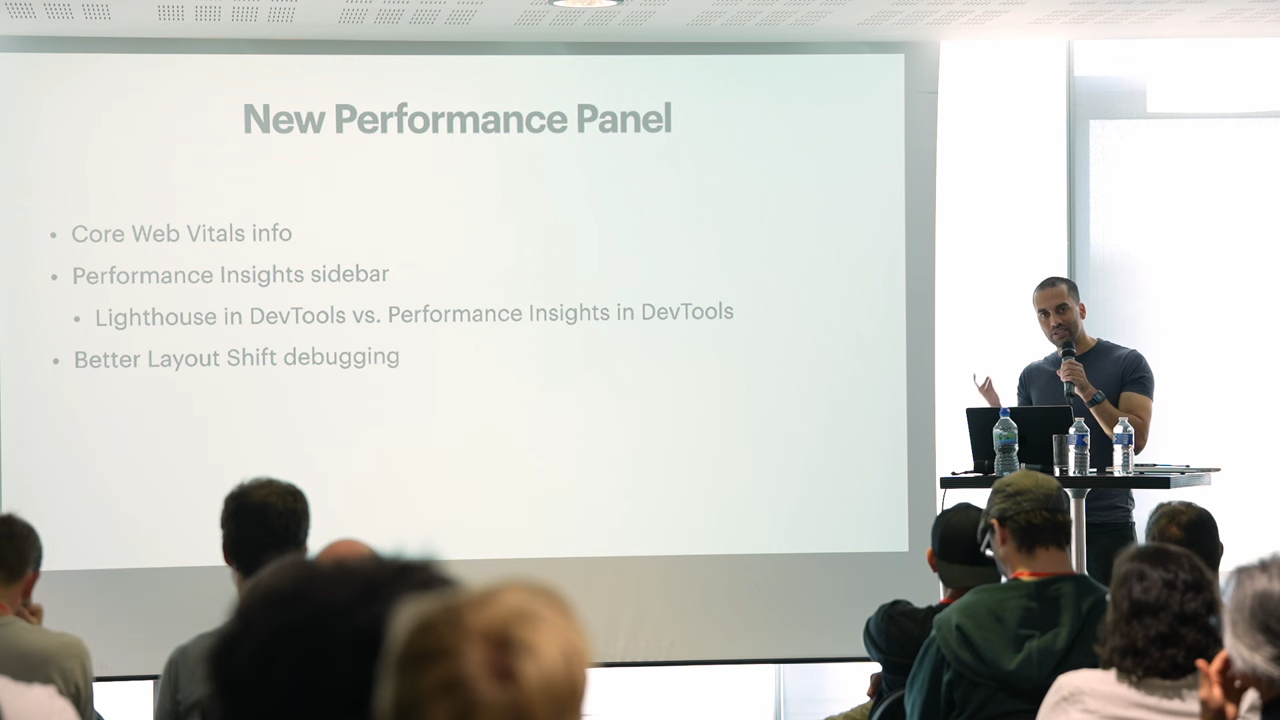 New Performance Panel
• Core Web Vitals info
• Performance Insights sidebar
• Lighthouse in DevTools vs. Performance Insights in DevTools
• Better Layout Shift debugging